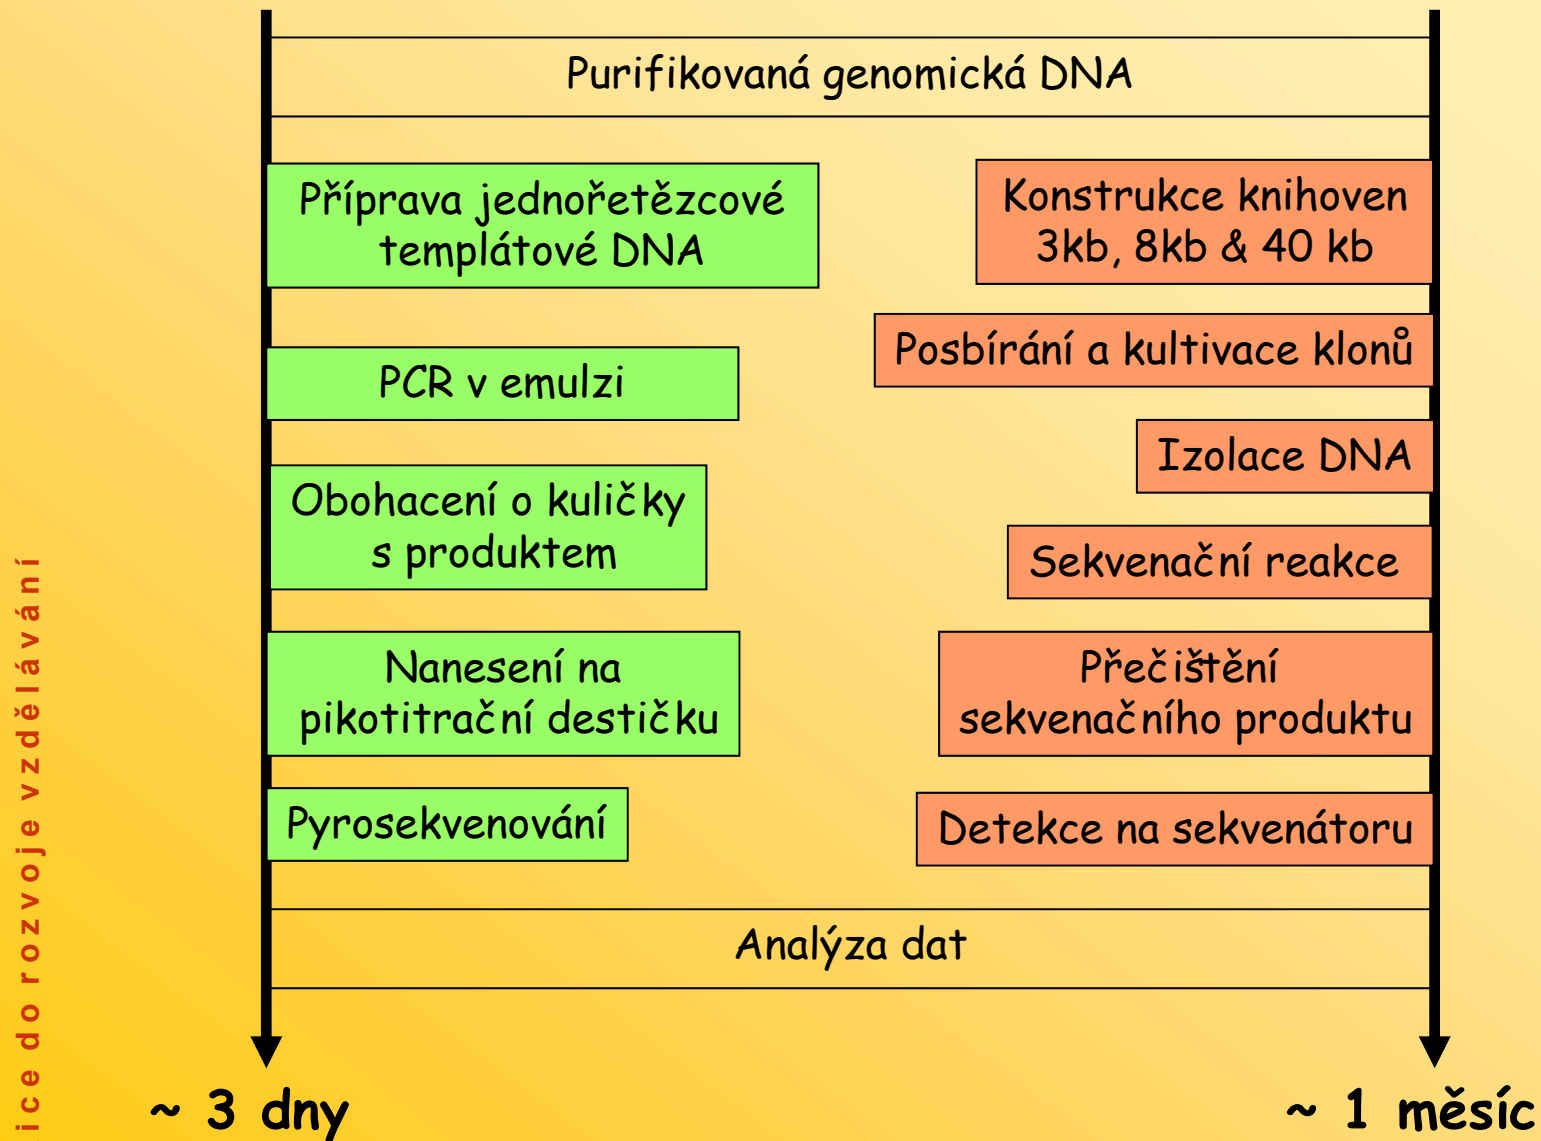 Purifikovaná genomická DNA
Příprava jednořetězcové
templátové DNA
PCR v emulzi
Obohacení o kuličky
s produktem
Nanesení na
pikotitrační destičku
Pyrosekvenování
Konstrukce knihoven
3kb, 8kb & 40 kb
Posbírání a kultivace klonů
Izolace DNA
Sekvenační reakce
Přečištění
sekvenačního produktu
Detekce na sekvenátoru
Analýza dat
~ 3 dny
~ 1 měsíc
do rozvoje vzdělávání